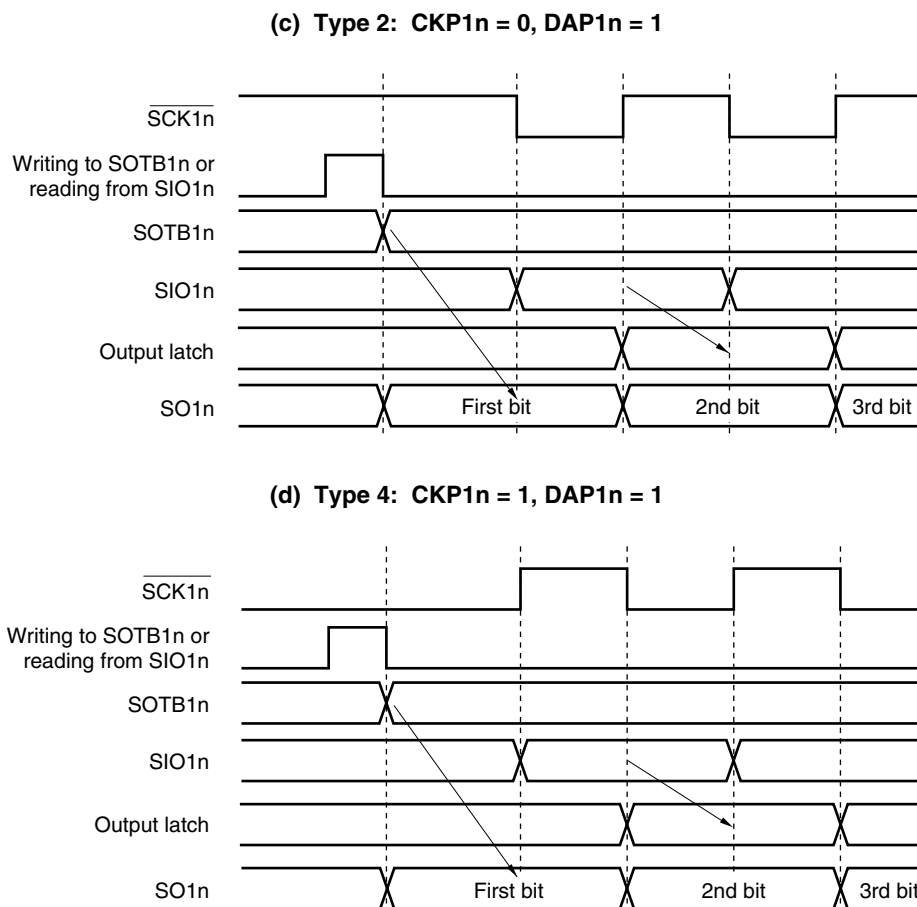 (c) Type 2: CKP1n = 0, DAP1n = 1
SCK1n
Writing to SOTB1n or
reading from SIO1n
SOTB1n
SIO1n
Output latch
SO1n
First bit
2nd bit
3rd bit
(d) Type 4: CKP1n = 1, DAP1n = 1
SCK1n
Writing to SOTB1n or
reading from SIO1n
SOTB1n
SIO1n
Output latch
SO1n
First bit
2nd bit
3rd bit